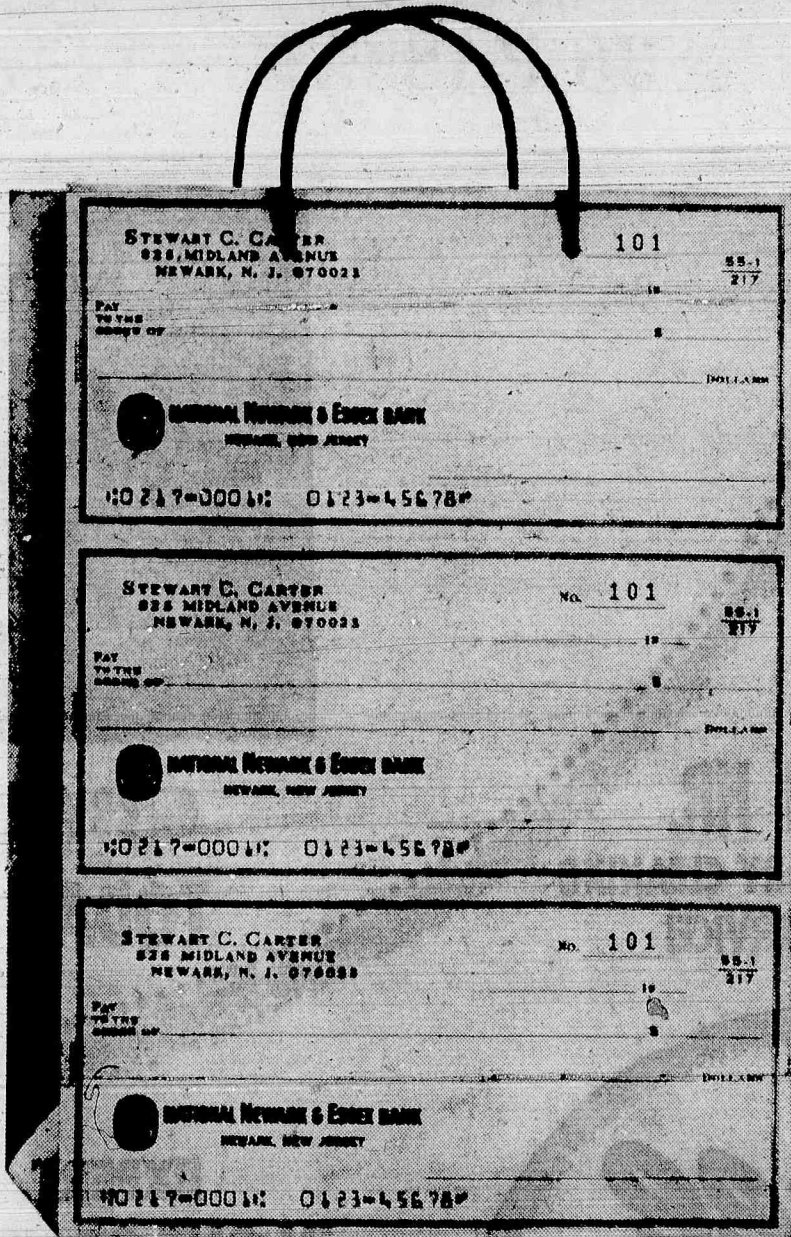 STEWART C. CARTER
101
826 MIDLAND AVENUE
NEWARK, N. J. 070023
55-1
217
19
PAY
TO THE
ORDER OF
$
DOLLARS
NATIONAL NEWARK & ESSEX BANK
NEWARK, NEW JERSEY
⑆0217⑉0001⑆ 0123⑉45678⑈
STEWART C. CARTER
No. 101
826 MIDLAND AVENUE
NEWARK, N. J. 070023
55-1
217
19
PAY
TO THE
ORDER OF
$
DOLLARS
NATIONAL NEWARK & ESSEX BANK
NEWARK, NEW JERSEY
⑆0217⑉0001⑆ 0123⑉45678⑈
STEWART C. CARTER
No. 101
826 MIDLAND AVENUE
NEWARK, N. J. 070023
55-1
217
19
PAY
TO THE
ORDER OF
$
DOLLARS
NATIONAL NEWARK & ESSEX BANK
NEWARK, NEW JERSEY
⑆0217⑉0001⑆ 0123⑉45678⑈